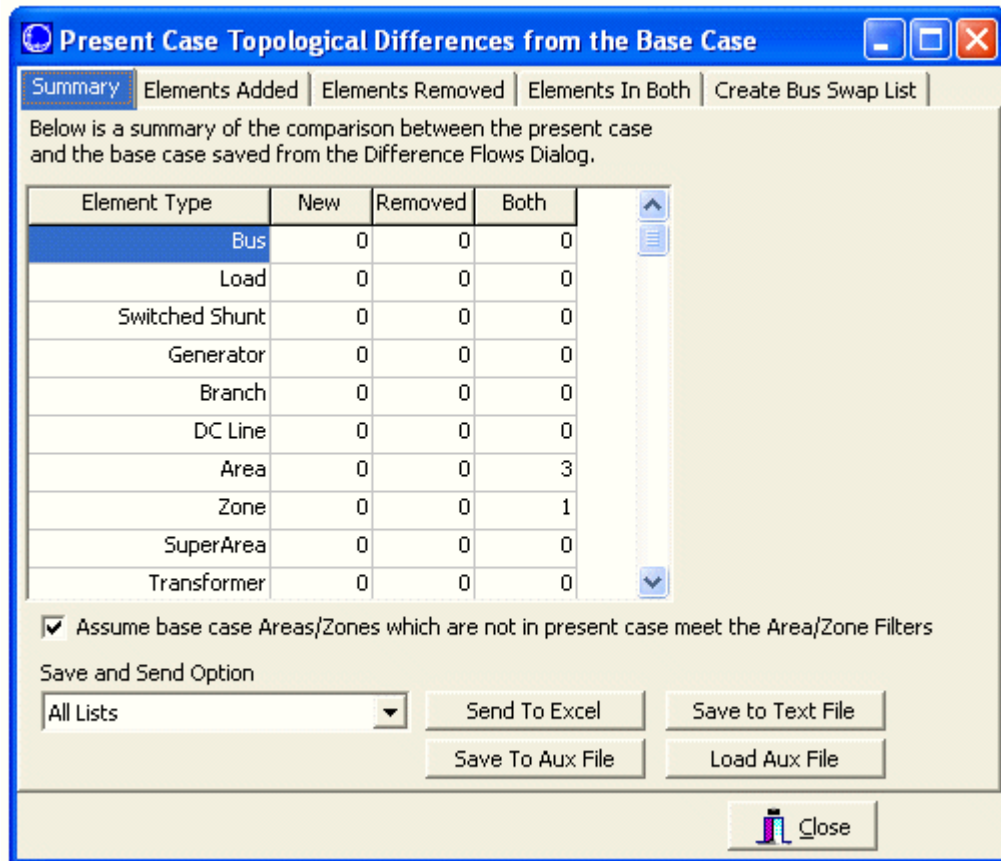 Present Case Topological Differences from the Base Case
Summary Elements Added Elements Removed Elements In Both Create Bus Swap List
Below is a summary of the comparison between the present case
and the base case saved from the Difference Flows Dialog.
Element Type New Removed Both
Bus 0 0 0
Load 0 0 0
Switched Shunt 0 0 0
Generator 0 0 0
Branch 0 0 0
DC Line 0 0 0
Area 0 0 3
Zone 0 0 1
SuperArea 0 0 0
Transformer 0 0 0
Assume base case Areas/Zones which are not in present case meet the Area/Zone Filters
Save and Send Option
All Lists Send To Excel Save to Text File
Save To Aux File Load Aux File
Close